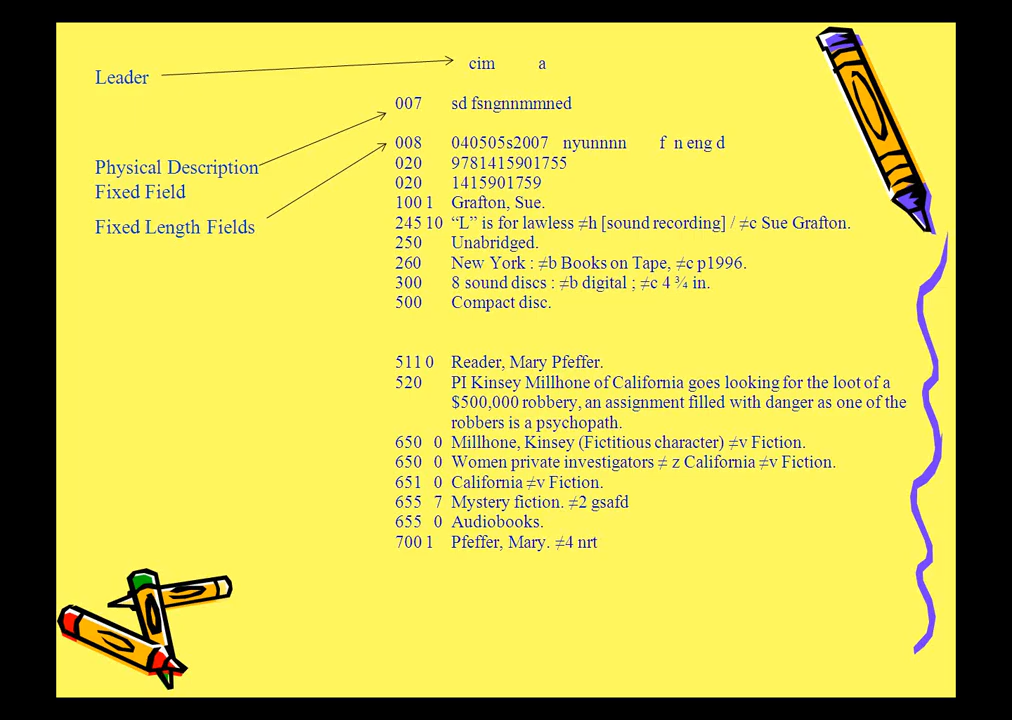 Leader
cim a
007 sd fsngnnmmned
Physical Description
Fixed Field
Fixed Length Fields
008 040505s2007 nyunnnn f n eng d
020 9781415901755
020 1415901759
100 1 Grafton, Sue.
245 10 “L” is for lawless ≠h [sound recording] / ≠c Sue Grafton.
250 Unabridged.
260 New York : ≠b Books on Tape, ≠c p1996.
300 8 sound discs : ≠b digital ; ≠c 4 ¾ in.
500 Compact disc.
511 0 Reader, Mary Pfeffer.
520 PI Kinsey Millhone of California goes looking for the loot of a
$500,000 robbery, an assignment filled with danger as one of the
robbers is a psychopath.
650 0 Millhone, Kinsey (Fictitious character) ≠v Fiction.
650 0 Women private investigators ≠ z California ≠v Fiction.
651 0 California ≠v Fiction.
655 7 Mystery fiction. ≠2 gsafd
655 0 Audiobooks.
700 1 Pfeffer, Mary. ≠4 nrt